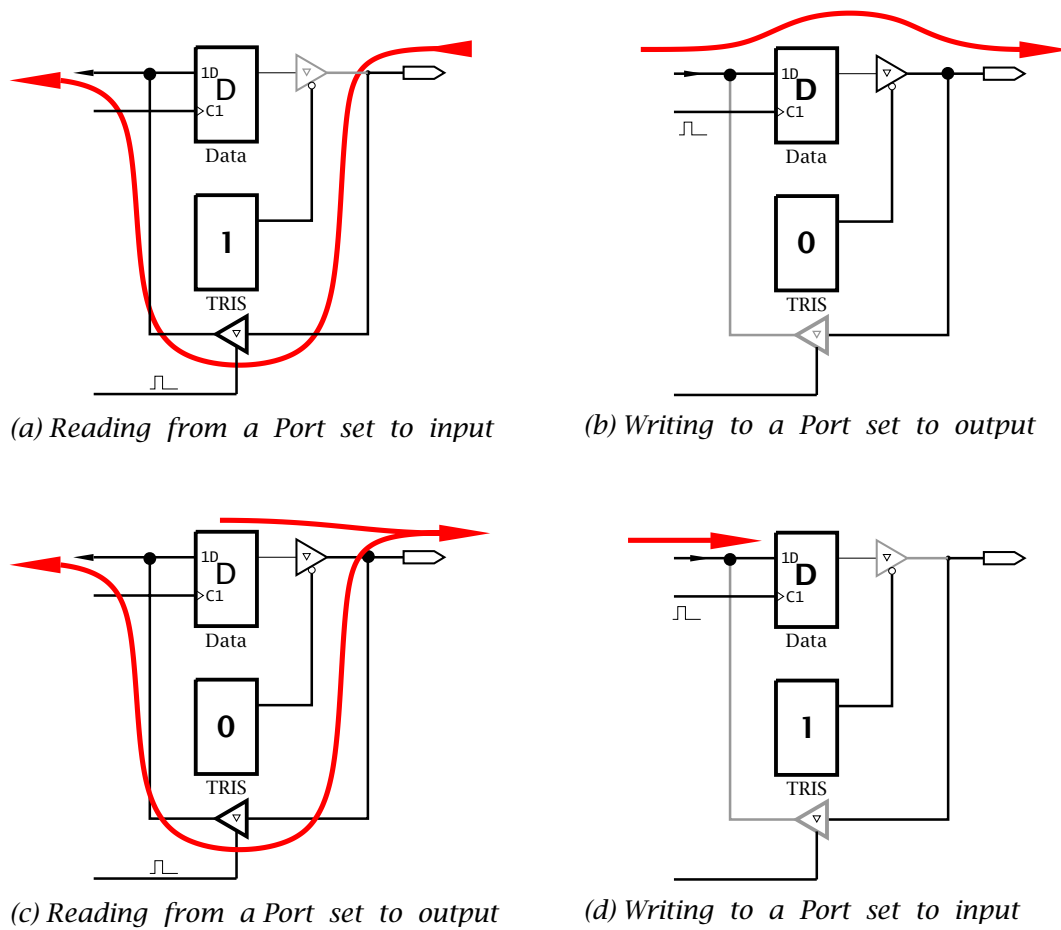 1D
D
C1
Data
1
TRIS
(a) Reading from a Port set to input
1D
D
C1
Data
0
TRIS
(b) Writing to a Port set to output
1D
D
C1
Data
0
TRIS
(c) Reading from a Port set to output
1D
D
C1
Data
1
TRIS
(d) Writing to a Port set to input